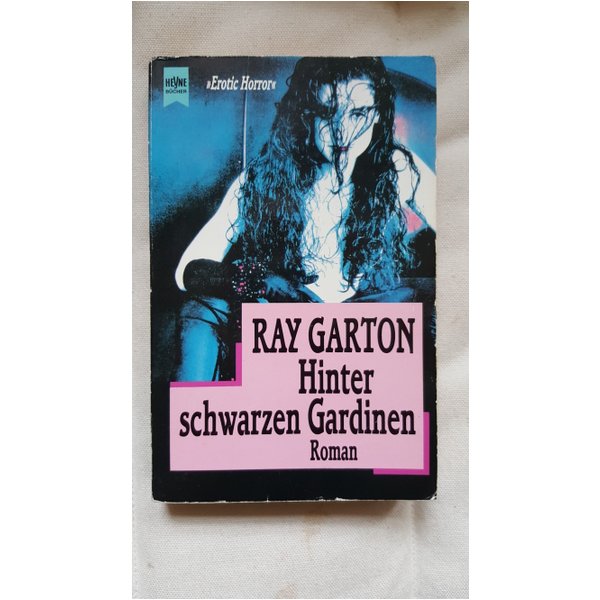 HEYNE
BÜCHER
»Erotic Horror«
RAY GARTON
Hinter
schwarzen Gardinen
Roman